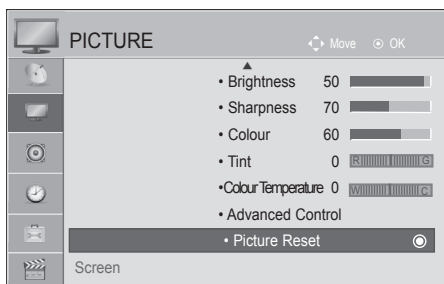 PICTURE Move OK
• Brightness 50
• Sharpness 70
• Colour 60
• Tint 0 R G
•Colour Temperature 0 W C
• Advanced Control
• Picture Reset
Screen